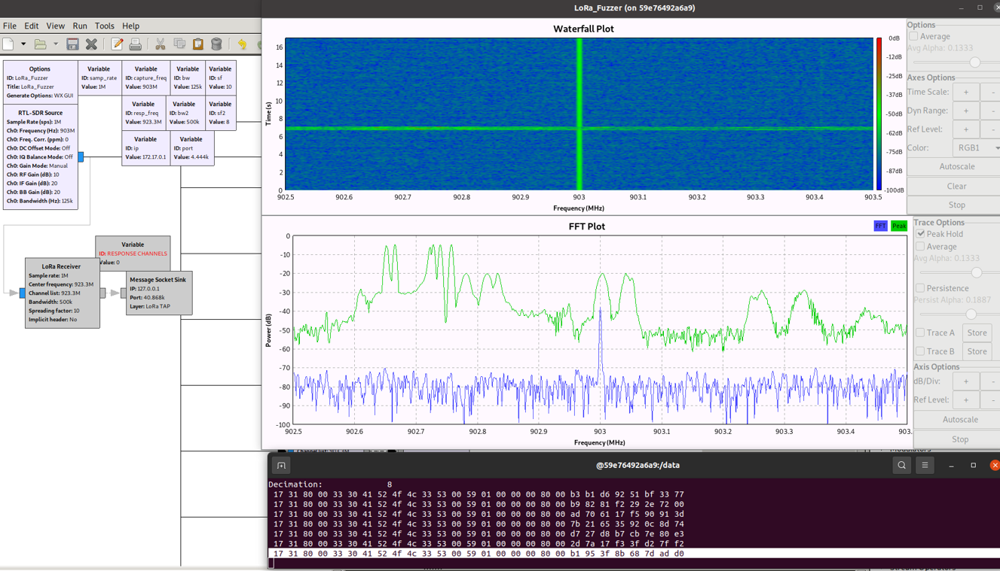 LoRa_Fuzzer (on 59e76492a6a9)
File Edit View Run Tools Help
Options
ID: LoRa_Fuzzer
Title: LoRa_Fuzzer
Generate Options: WX GUI
Variable
ID: samp_rate
Value: 1M
Variable
ID: capture_freq
Value: 903M
Variable
ID: bw
Value: 125k
Variable
ID: sf
Value: 10
Variable
ID: resp_freq
Value: 923.3M
Variable
ID: bw2
Value: 500k
Variable
ID: sf2
Value: 8
Variable
ID: ip
Value: 172.17.0.1
Variable
ID: port
Value: 4.444k
RTL-SDR Source
Sample Rate (sps): 1M
Ch0: Frequency (Hz): 903M
Ch0: Freq. Corr. (ppm): 0
Ch0: DC Offset Mode: Off
Ch0: IQ Balance Mode: Off
Ch0: Gain Mode: Manual
Ch0: RF Gain (dB): 10
Ch0: IF Gain (dB): 20
Ch0: BB Gain (dB): 20
Ch0: Bandwidth (Hz): 125k
Variable
ID: RESPONSE CHANNELS
Value: 0
LoRa Receiver
Sample rate: 1M
Center frequency: 923.3M
Channel list: 923.3M
Bandwidth: 500k
Spreading factor: 10
Implicit header: No
Message Socket Sink
IP: 127.0.0.1
Port: 40.868k
Layer: LoRa TAP
Waterfall Plot
Time (s)
16
14
12
10
8
6
4
2
0
902.5 902.6 902.7 902.8 902.9 903 903.1 903.2 903.3 903.4 903.5
Frequency (MHz)
0dB
-12dB
-25dB
-37dB
-50dB
-62dB
-75dB
-87dB
-100dB
Options
Average
Avg Alpha: 0.1333
Axes Options
Time Scale: + -
Dyn Range: + -
Ref Level: + -
Color: RGB1
Autoscale
Clear
Stop
FFT Plot
FFT Peak
Power (dB)
0
-10
-20
-30
-40
-50
-60
-70
-80
-90
-100
902.5 902.6 902.7 902.8 902.9 903 903.1 903.2 903.3 903.4 903.
Frequency (MHz)
Trace Options
Peak Hold
Average
Avg Alpha: 0.1333
Persistence
Persist Alpha: 0.1887
Trace A Store
Trace B Store
Axis Options
dB/Div: + -
Ref Level: + -
Autoscale
Stop
@59e76492a6a9:/data
Decimation: 8
17 31 80 00 33 30 41 52 4f 4c 33 53 00 59 01 00 00 00 80 00 b3 b1 d6 92 51 bf 33 77
17 31 80 00 33 30 41 52 4f 4c 33 53 00 59 01 00 00 00 80 00 b9 82 81 f2 29 2e 72 00
17 31 80 00 33 30 41 52 4f 4c 33 53 00 59 01 00 00 00 80 00 ad 70 61 17 f5 90 91 3d
17 31 80 00 33 30 41 52 4f 4c 33 53 00 59 01 00 00 00 80 00 7b 21 65 35 92 0c 8d 74
17 31 80 00 33 30 41 52 4f 4c 33 53 00 59 01 00 00 00 80 00 d7 27 d8 b7 cb 7e 80 e3
17 31 80 00 33 30 41 52 4f 4c 33 53 00 59 01 00 00 00 80 00 2d 7a 17 f3 3f d2 7f f2
17 31 80 00 33 30 41 52 4f 4c 33 53 00 59 01 00 00 00 80 00 b1 95 3f 8b 68 7d ad d0